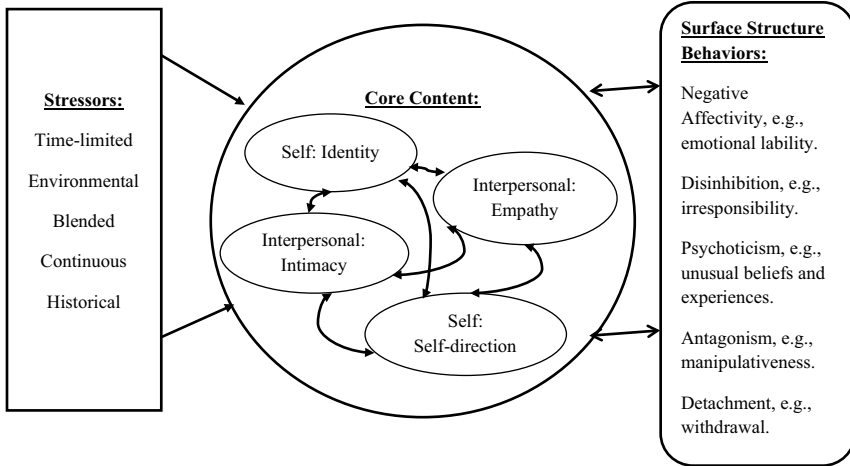 Stressors:
Time-limited
Environmental
Blended
Continuous
Historical
Core Content:
Self: Identity
Interpersonal:
Empathy
Interpersonal:
Intimacy
Self:
Self-direction
Surface Structure
Behaviors:
Negative
Affectivity, e.g.,
emotional lability.
Disinhibition, e.g.,
irresponsibility.
Psychoticism, e.g.,
unusual beliefs and
experiences.
Antagonism, e.g.,
manipulativeness.
Detachment, e.g.,
withdrawal.